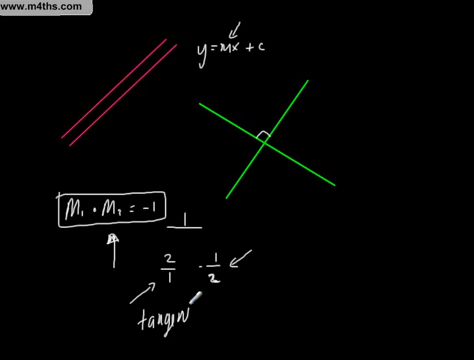 www.m4ths.com
y = mx + c
M₁ · M₂ = -1
1
2/1 -1/2
tangen